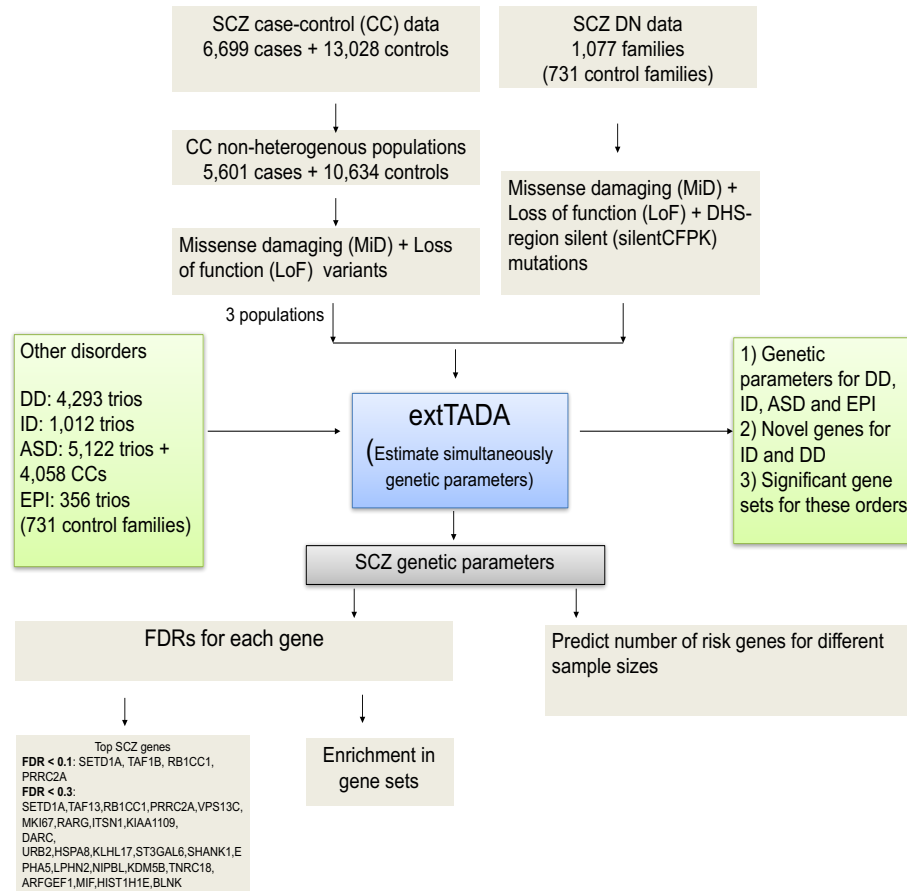 SCZ case-control (CC) data
6,699 cases + 13,028 controls
SCZ DN data
1,077 families
(731 control families)
CC non-heterogenous populations
5,601 cases + 10,634 controls
Missense damaging (MiD) +
Loss of function (LoF) + DHS-
region silent (silentCFPK)
mutations
Missense damaging (MiD) + Loss
of function (LoF) variants
3 populations
Other disorders
DD: 4,293 trios
ID: 1,012 trios
ASD: 5,122 trios +
4,058 CCs
EPI: 356 trios
(731 control families)
extTADA
(Estimate simultaneously
genetic parameters)
1) Genetic
parameters for DD,
ID, ASD and EPI
2) Novel genes for
ID and DD
3) Significant gene
sets for these orders
SCZ genetic parameters
FDRs for each gene
Predict number of risk genes for different
sample sizes
Top SCZ genes
FDR < 0.1: SETD1A, TAF1B, RB1CC1,
PRRC2A
FDR < 0.3:
SETD1A,TAF13,RB1CC1,PRRC2A,VPS13C,
MKI67,RARG,ITSN1,KIAA1109,
DARC,
URB2,HSPA8,KLHL17,ST3GAL6,SHANK1,E
PHA5,LPHN2,NIPBL,KDM5B,TNRC18,
ARFGEF1,MIF,HIST1H1E,BLNK
Enrichment in
gene sets